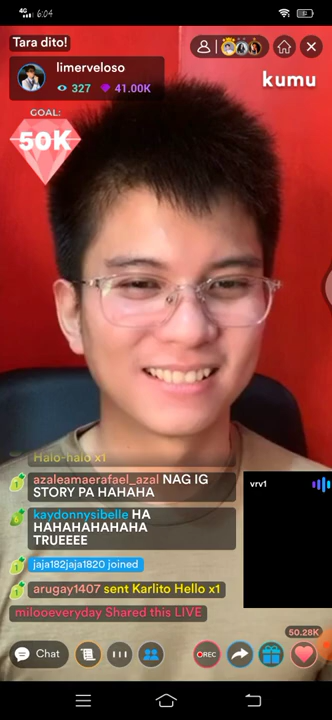 4G 6:04
Tara dito!
limerveloso
327 41.00K
kumu
GOAL:
50K
Halo-halo x1
azaleamaerafael_azal NAG IG
STORY PA HAHAHA
vrv1
kaydonnysibelle HA
HAHAHAHAHAHA
TRUEEEE
jaja182jaja1820 joined
arugay1407 sent Karlito Hello x1
milooeveryday Shared this LIVE
50.28K
Chat
REC